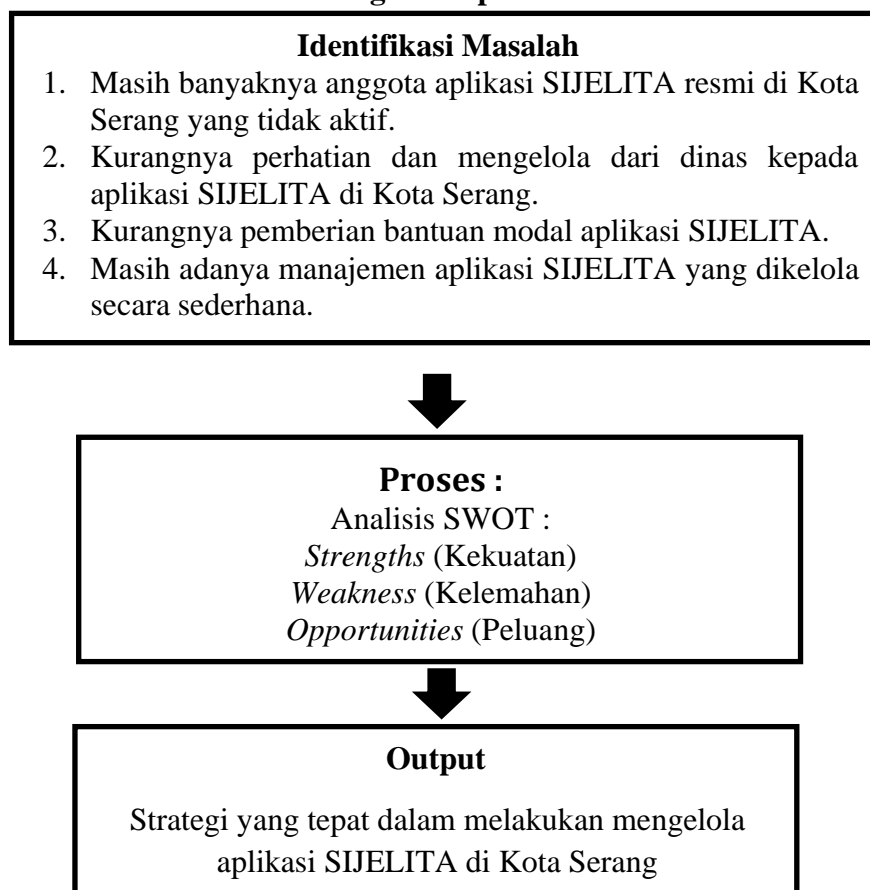 Identifikasi Masalah
1. Masih banyaknya anggota aplikasi SIJELITA resmi di Kota
Serang yang tidak aktif.
2. Kurangnya perhatian dan mengelola dari dinas kepada
aplikasi SIJELITA di Kota Serang.
3. Kurangnya pemberian bantuan modal aplikasi SIJELITA.
4. Masih adanya manajemen aplikasi SIJELITA yang dikelola
secara sederhana.
Proses :
Analisis SWOT :
Strengths (Kekuatan)
Weakness (Kelemahan)
Opportunities (Peluang)
Output
Strategi yang tepat dalam melakukan mengelola
aplikasi SIJELITA di Kota Serang